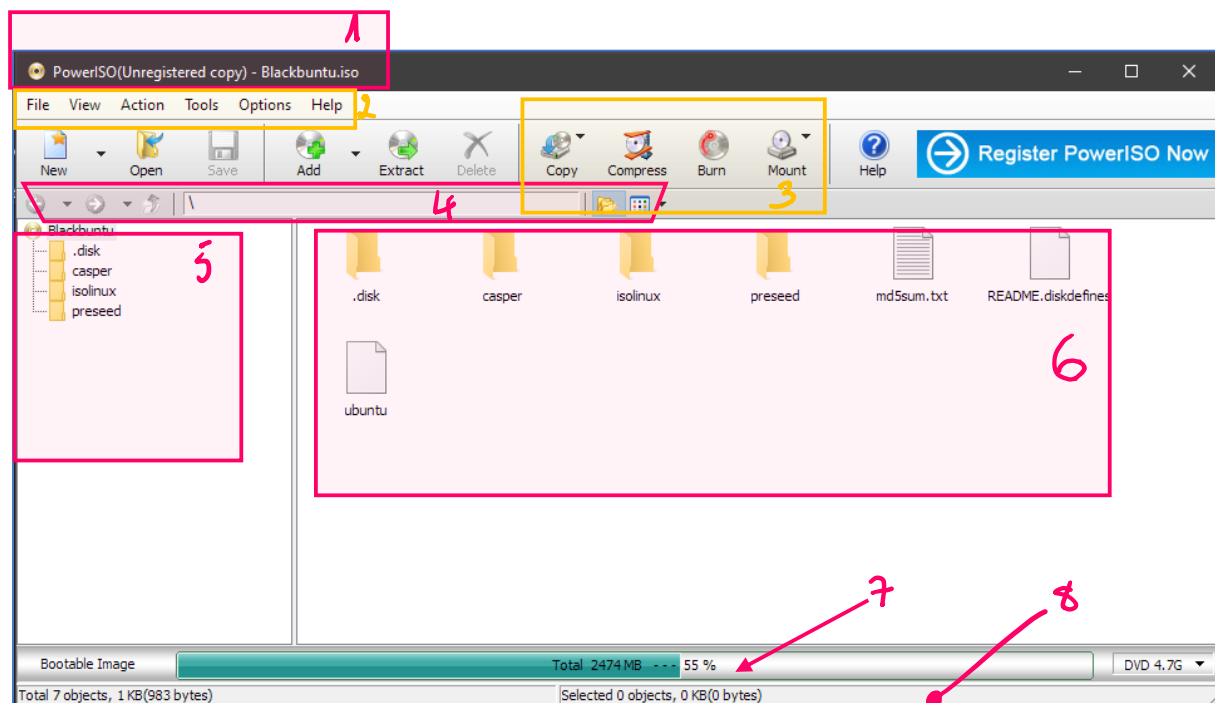 1
PowerISO(Unregistered copy) - Blackbuntu.iso
File View Action Tools Options Help 2
New Open Save Add Extract Delete Copy Compress Burn Mount Help Register PowerISO Now
3
\ 4
Blackbuntu
.disk
casper
isolinux
preseed
5
.disk casper isolinux preseed md5sum.txt README.diskdefines
ubuntu
6
7
8
Bootable Image Total 2474 MB - - - 55 % DVD 4.7G
Total 7 objects, 1 KB(983 bytes) Selected 0 objects, 0 KB(0 bytes)